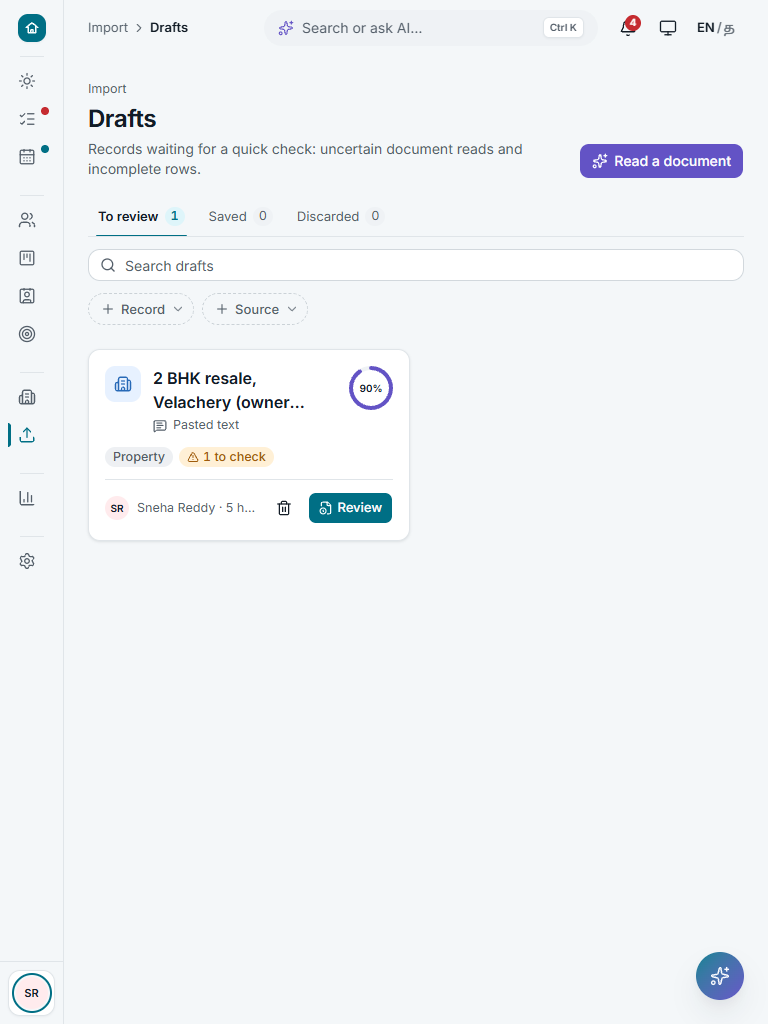 Import > Drafts
Search or ask AI...
Ctrl K
4
EN / த
Import
Drafts
Records waiting for a quick check: uncertain document reads and
incomplete rows.
Read a document
To review 1
Saved 0
Discarded 0
Search drafts
Record
Source
2 BHK resale,
Velachery (owner...
90%
Pasted text
Property
1 to check
SR
Sneha Reddy · 5 h...
Review
SR